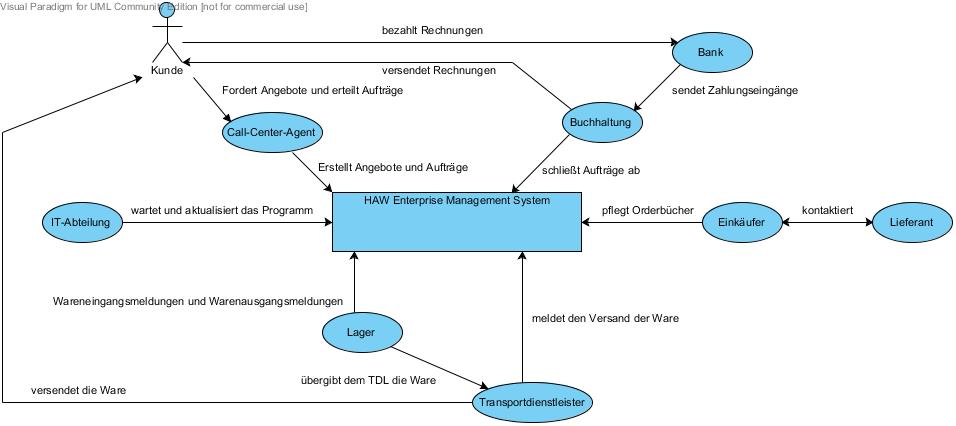 Visual Paradigm for UML Community Edition [not for commercial use]
bezahlt Rechnungen
Bank
Kunde
versendet Rechnungen
Fordert Angebote und erteilt Aufträge
sendet Zahlungseingänge
Call-Center-Agent
Buchhaltung
Erstellt Angebote und Aufträge
schließt Aufträge ab
HAW Enterprise Management System
IT-Abteilung
wartet und aktualisiert das Programm
pflegt Orderbücher
Einkäufer
kontaktiert
Lieferant
Wareneingangsmeldungen und Warenausgangsmeldungen
meldet den Versand der Ware
Lager
übergibt dem TDL die Ware
versendet die Ware
Transportdienstleister